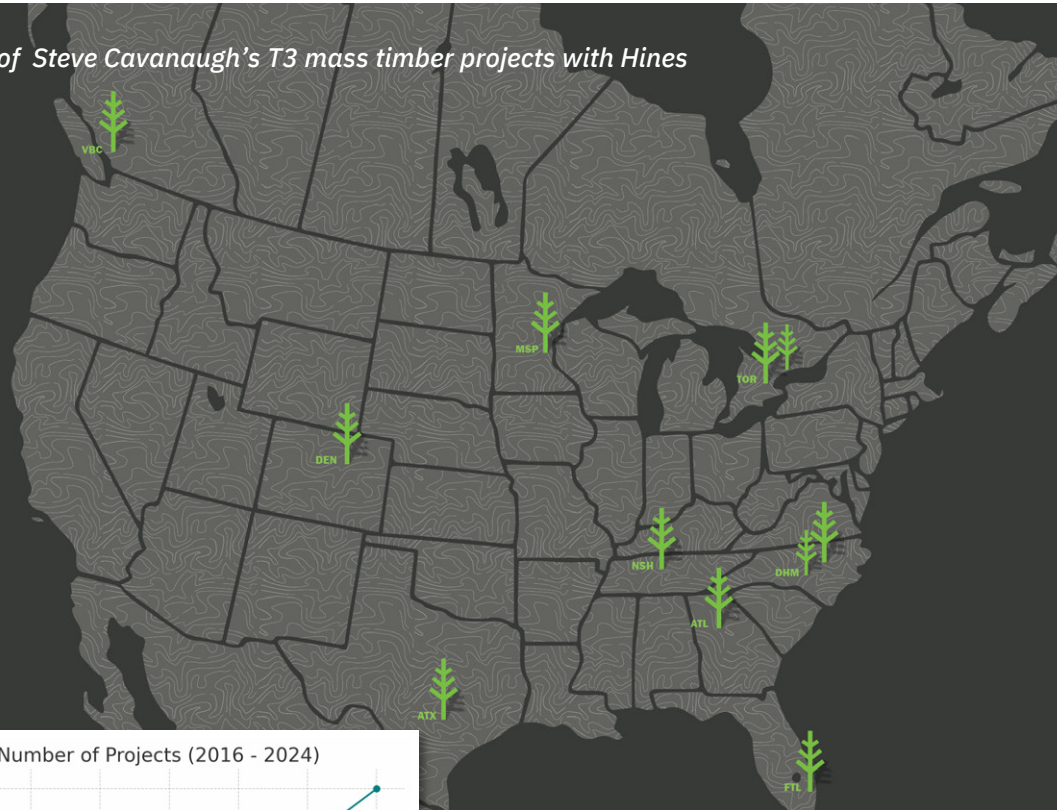 of Steve Cavanaugh's T3 mass timber projects with Hines
VBC
MSP
TOR
DEN
NSH
DHM
ATL
ATX
Number of Projects (2016 - 2024)
FTL